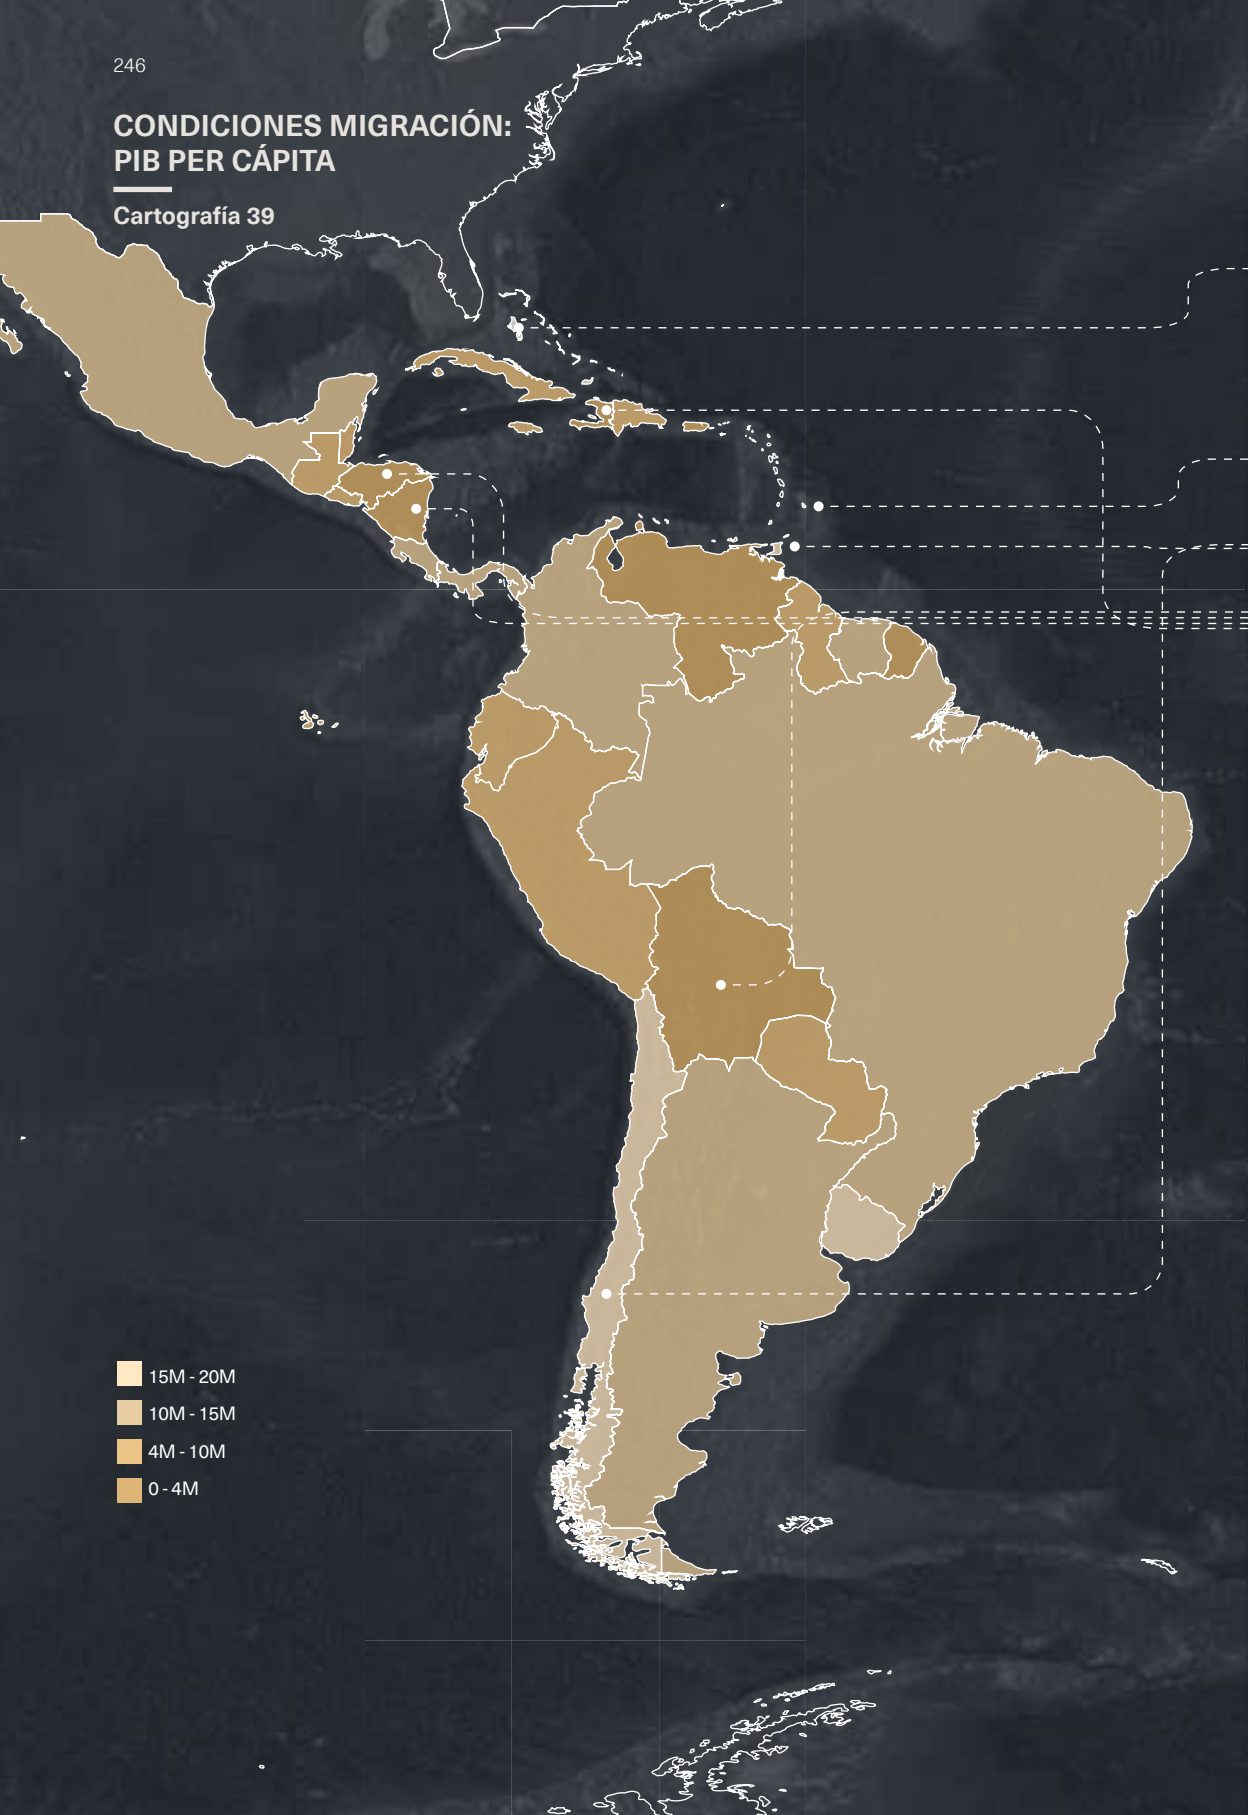 246
CONDICIONES MIGRACIÓN:
PIB PER CÁPITA
Cartografía 39
15M - 20M
10M - 15M
4M - 10M
0 - 4M